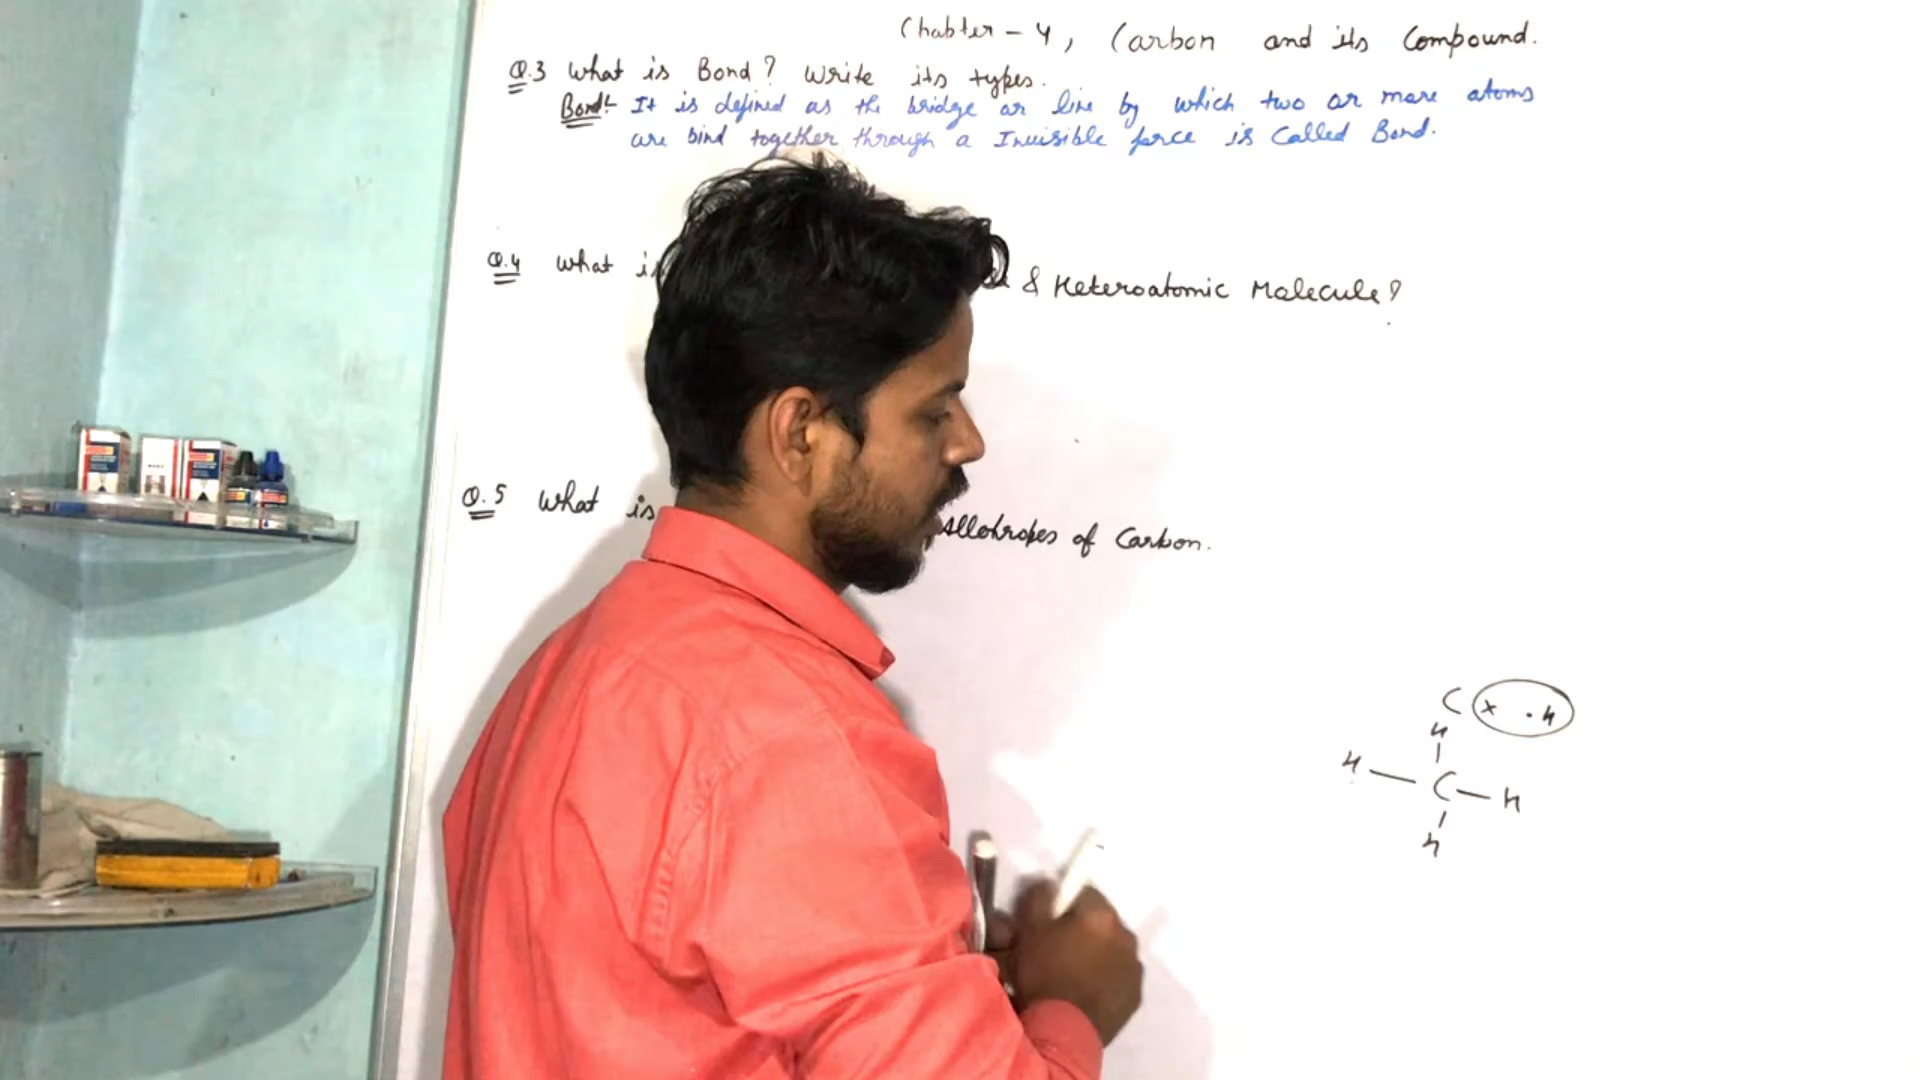 Chapter - 4, Carbon and its Compound.
Q.3 What is Bond? Write its types.
Bond:- It is defined as the bridge or line by which two or more atoms
are bind together through a Invisible force is Called Bond.
Q.4 What is & Heteroatomic Molecule?
Q.5 What is Allotropes of Carbon.
C x . H
H
H — C — H
H